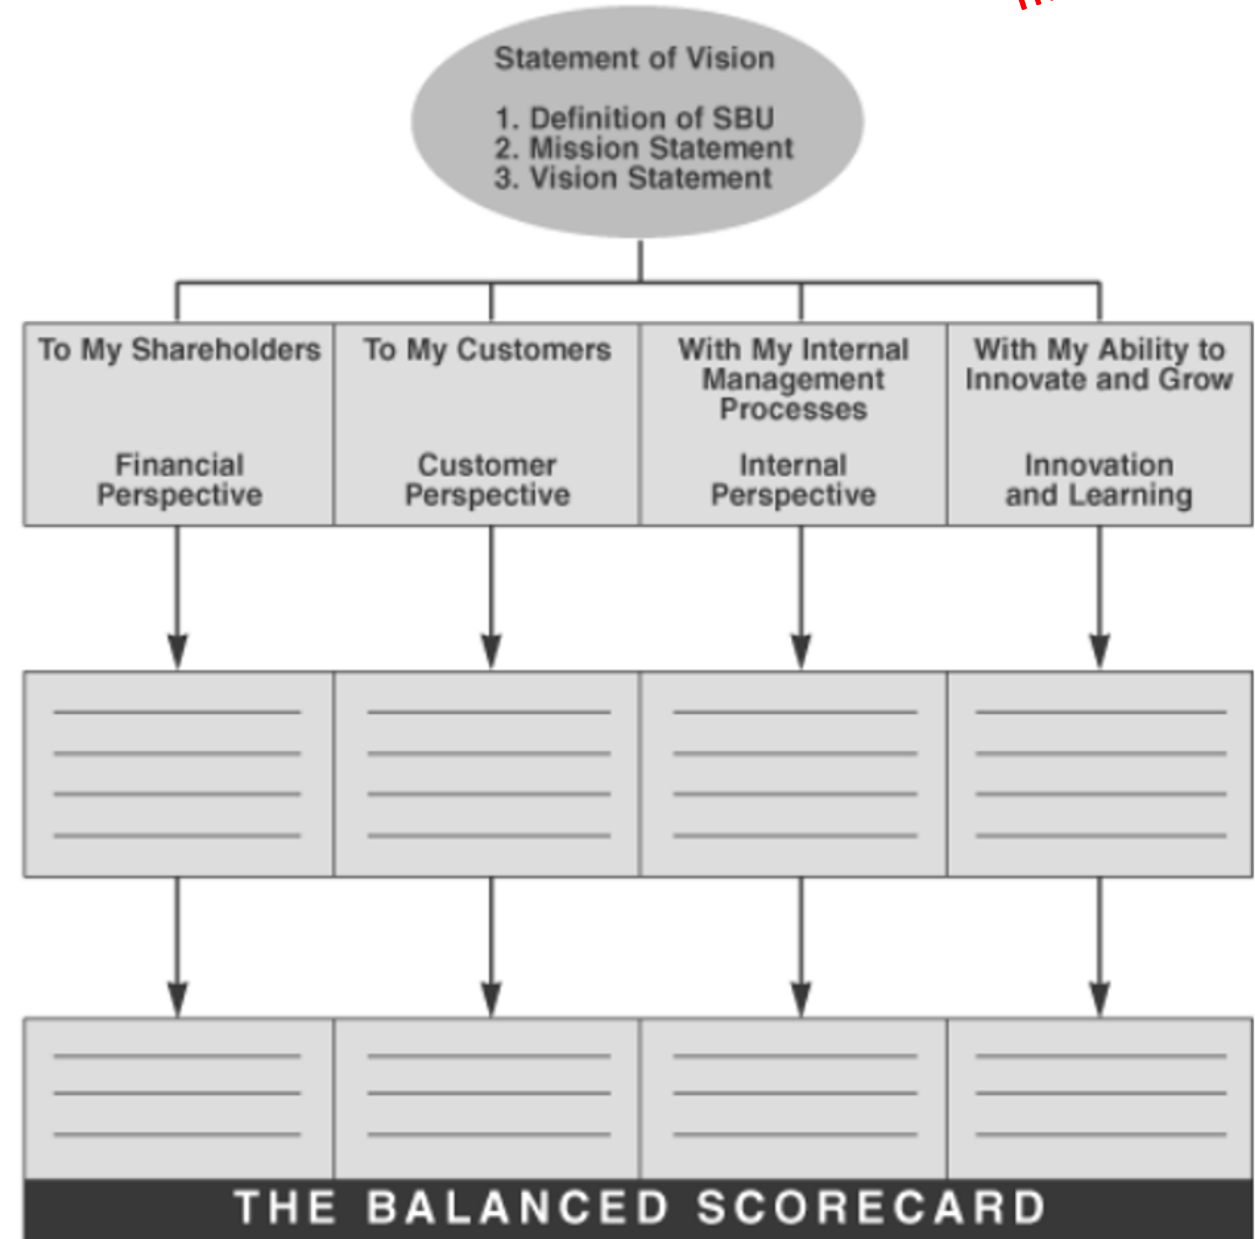 Statement of Vision
1. Definition of SBU
2. Mission Statement
3. Vision Statement
To My Shareholders
Financial
Perspective
To My Customers
Customer
Perspective
With My Internal
Management
Processes
Internal
Perspective
With My Ability to
Innovate and Grow
Innovation
and Learning
THE BALANCED SCORECARD